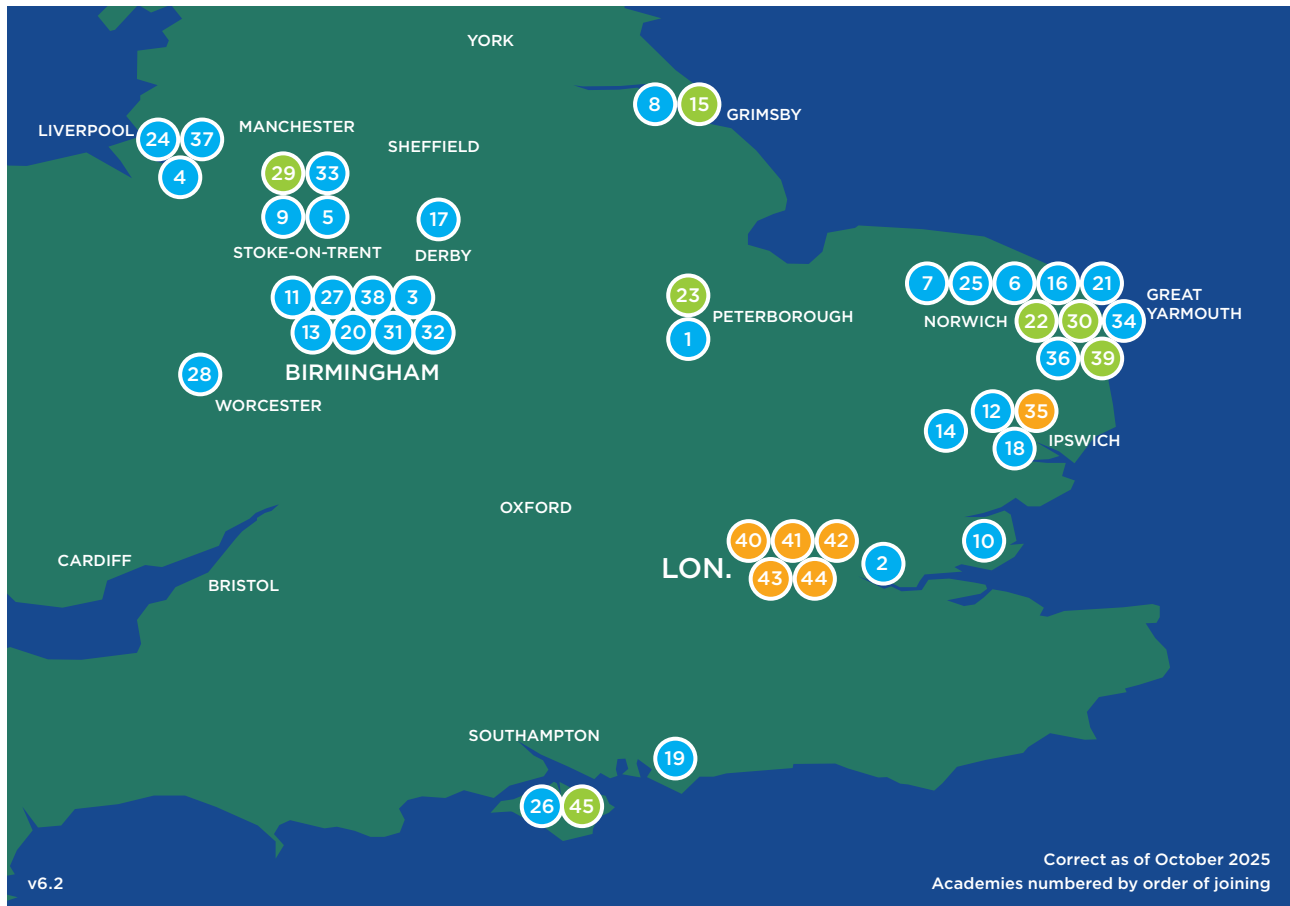 YORK
8 15
GRIMSBY
LIVERPOOL
24 37
4
MANCHESTER
SHEFFIELD
29 33
9 5
STOKE-ON-TRENT
17
DERBY
11 27 38 3
13 20 31 32
BIRMINGHAM
28
WORCESTER
23
PETERBOROUGH
1
7 25 6 16 21
GREAT
YARMOUTH
NORWICH
22 30 34
36 39
14
12 35
18
IPSWICH
OXFORD
LON.
40 41 42
43 44
2
10
CARDIFF
BRISTOL
SOUTHAMPTON
19
26 45
v6.2
Correct as of October 2025
Academies numbered by order of joining